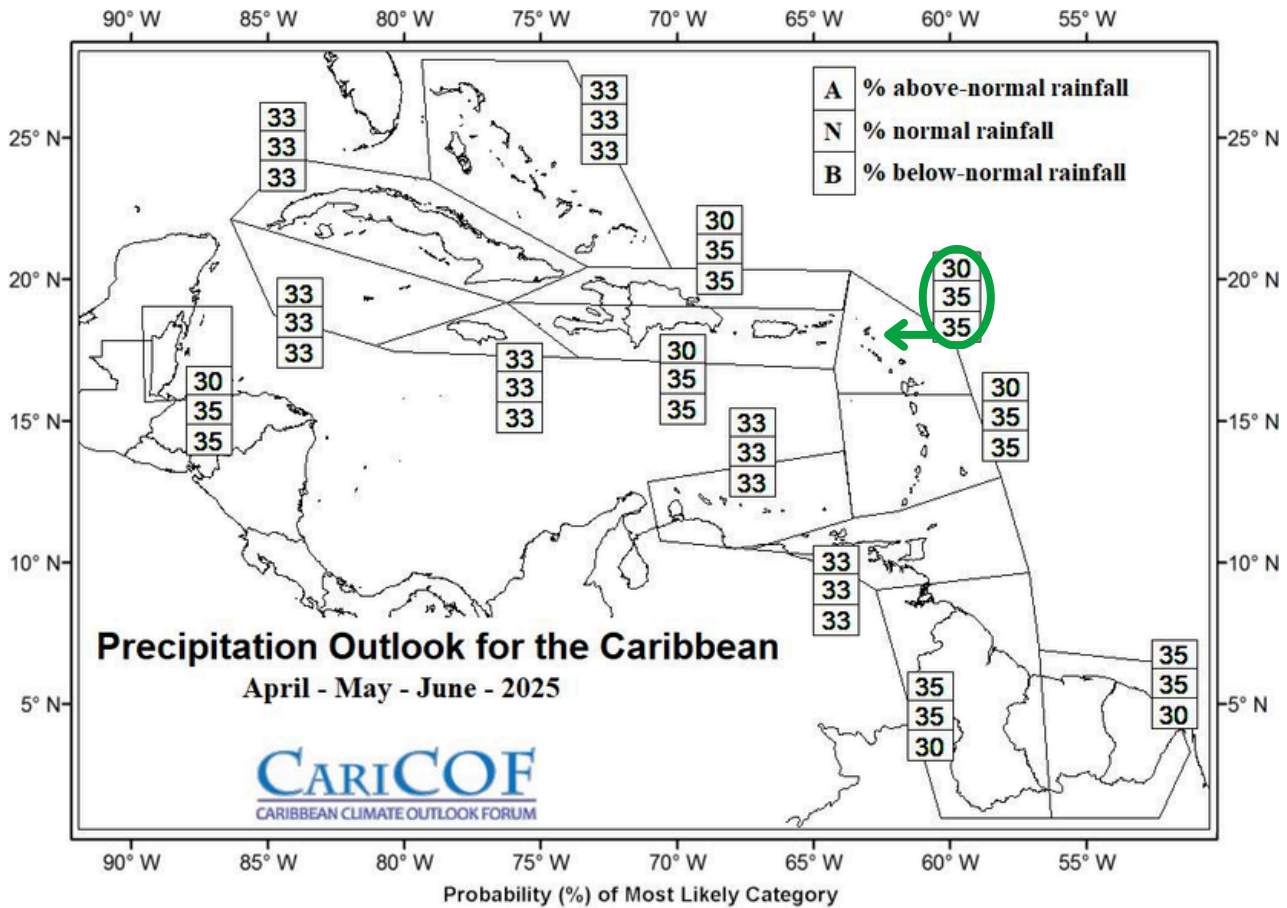 90° W 85° W 80° W 75° W 70° W 65° W 60° W 55° W
A % above-normal rainfall
N % normal rainfall
B % below-normal rainfall
25° N 25° N
20° N 20° N
15° N 15° N
10° N 10° N
5° N 5° N
33
33
33
33
33
33
30
35
35
30
35
35
33
33
33
30
35
35
33
33
33
30
35
35
30
35
35
33
33
33
33
33
33
35
35
30
35
35
30
Precipitation Outlook for the Caribbean
April - May - June - 2025
CARICOF
CARIBBEAN CLIMATE OUTLOOK FORUM
90° W 85° W 80° W 75° W 70° W 65° W 60° W 55° W
Probability (%) of Most Likely Category